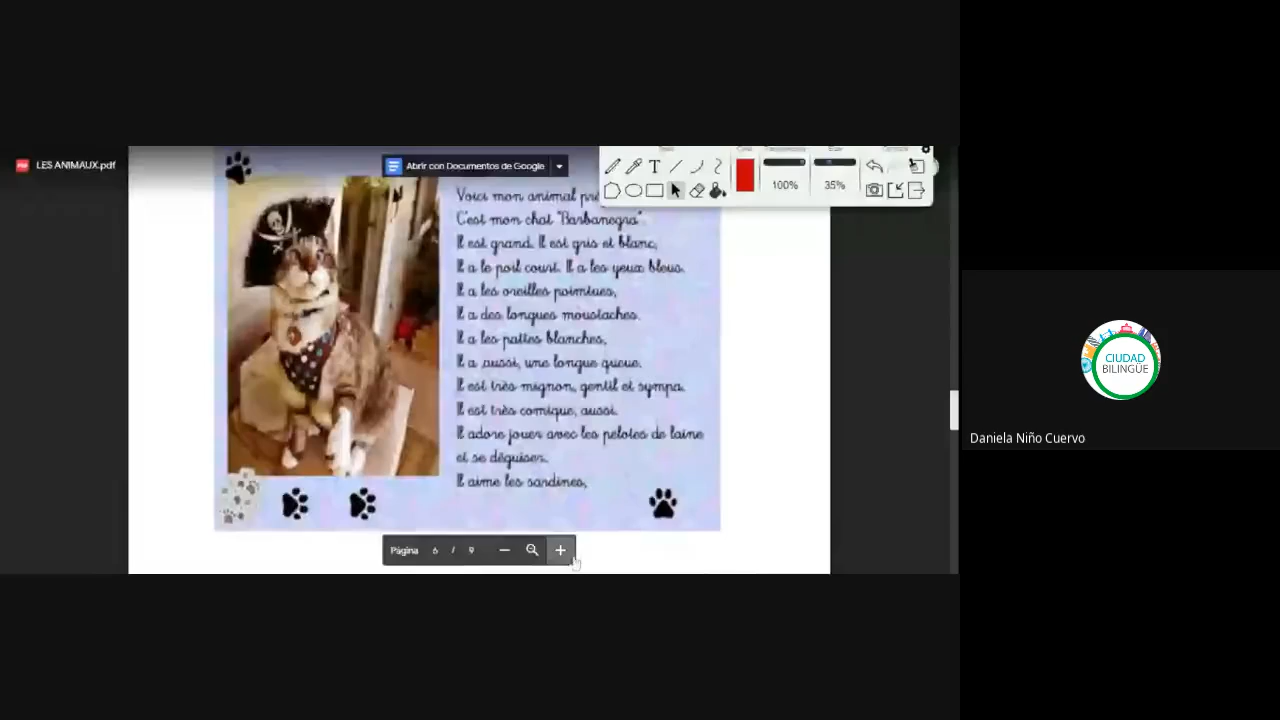 LES ANIMAUX.pdf
Abrir con Documentos de Google
T
100%
35%
Voici mon animal
C'est mon chat "Barbanegra".
Il est grand. Il est gris et blanc,
Il a le poil court. Il a les yeux bleus.
Il a les oreilles pointues,
Il a des longues moustaches.
Il a les pattes blanches,
Il a aussi, une longue queue.
Il est très mignon, gentil et sympa.
Il est très comique, aussi.
Il adore jouer avec les pelotes de laine
et se déguiser.
Il aime les sardines,
Página 6 / 9
CIUDAD
BILINGÜE
Daniela Niño Cuervo